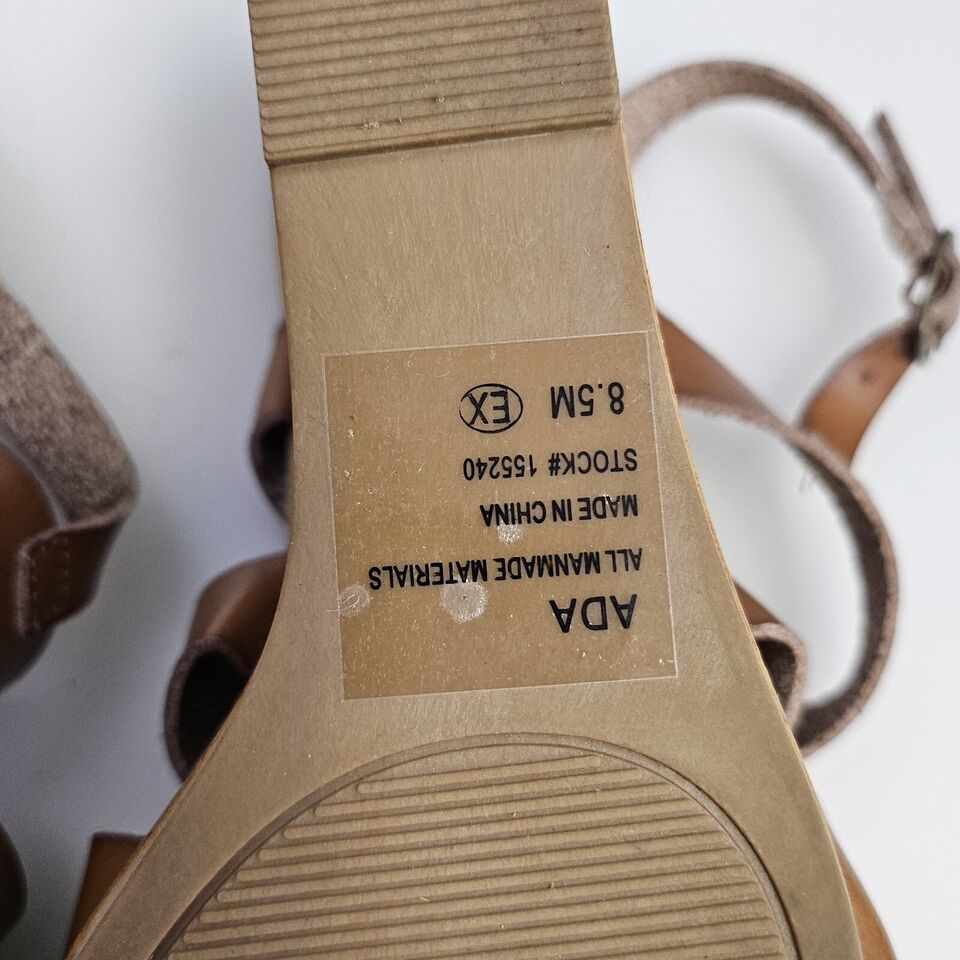 ADA
ALL MANMADE MATERIALS
MADE IN CHINA
STOCK# 155240
8.5M EX